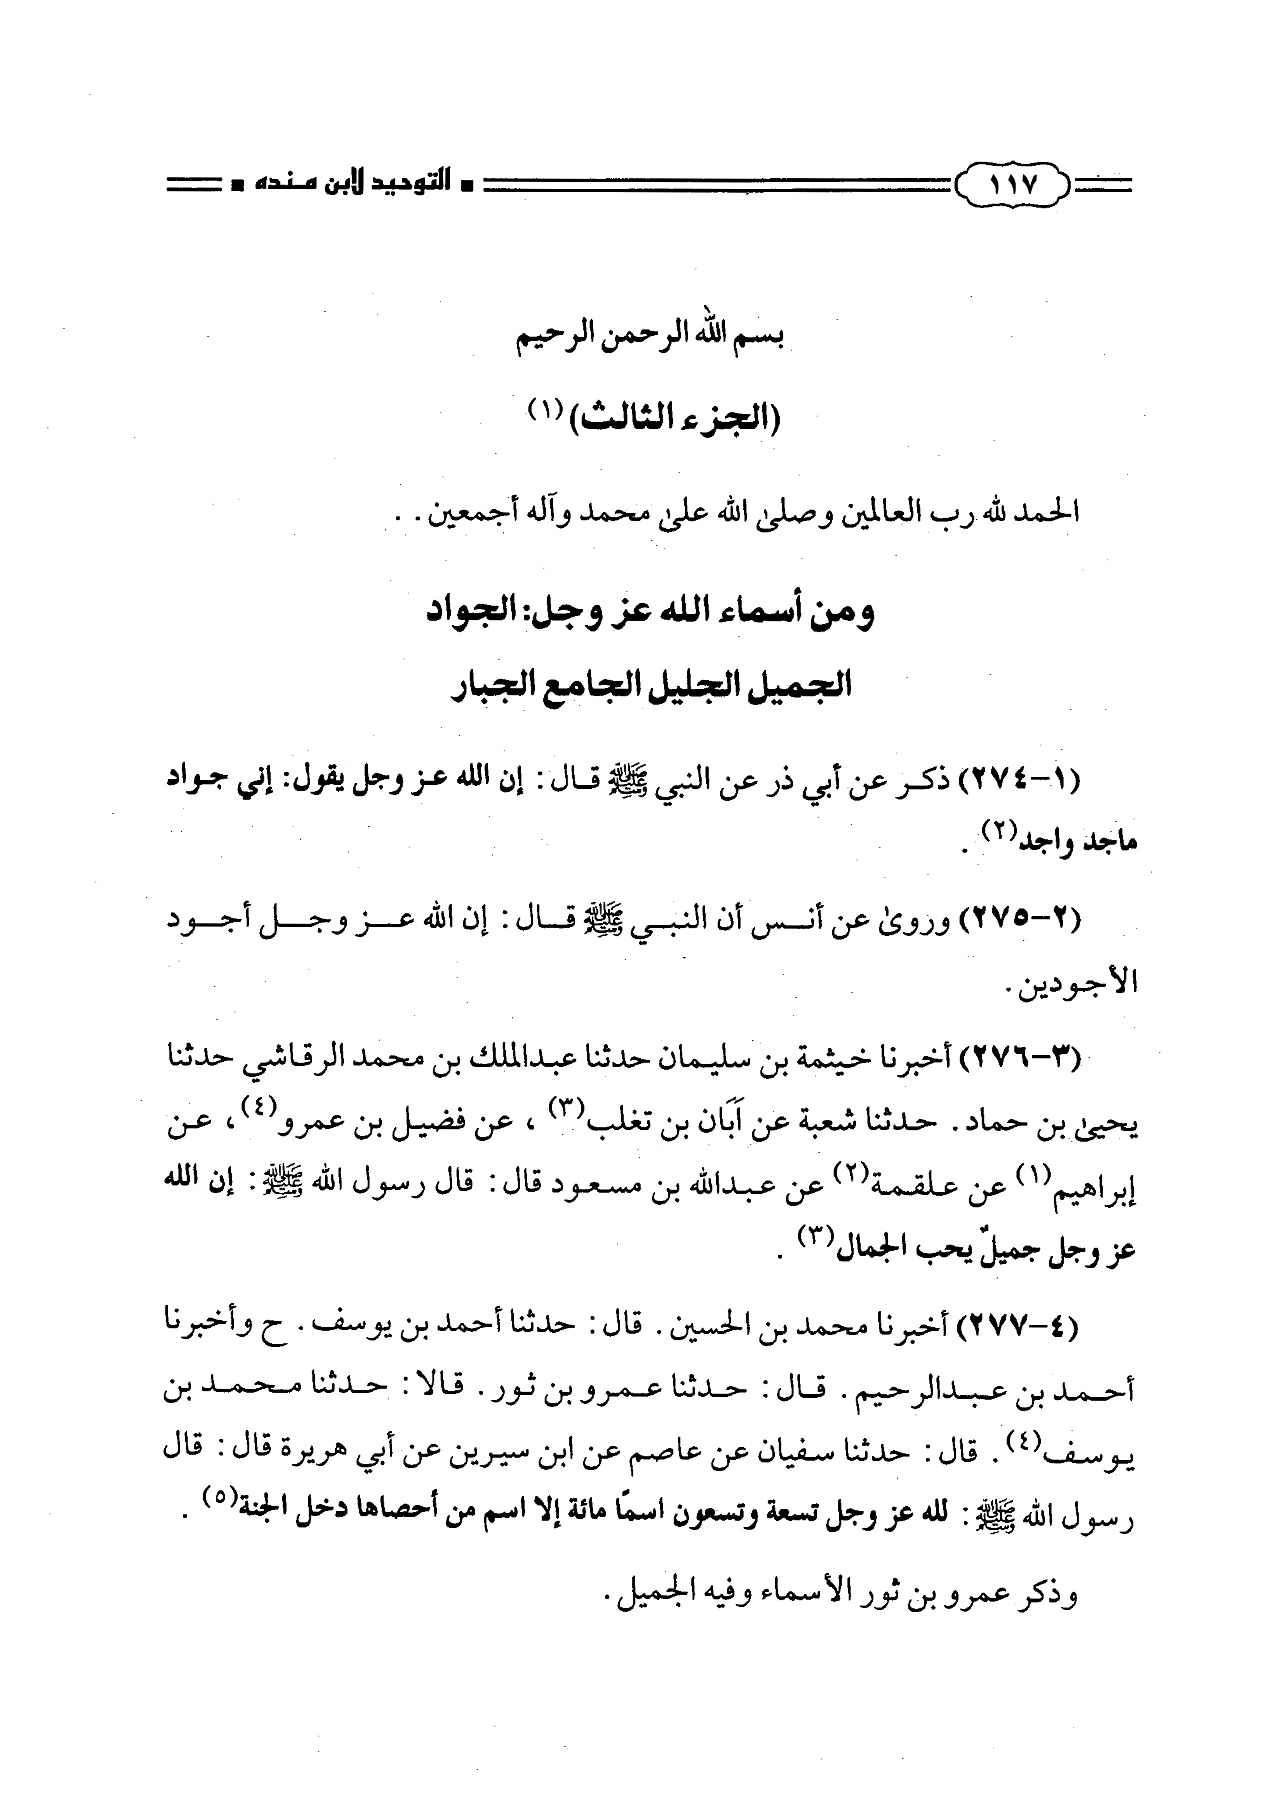 ١١٧ ■ التوحيد لابن منده ■
بسم الله الرحمن الرحيم
(الجزء الثالث)(١)
الحمد لله رب العالمين وصلىٰ الله علىٰ محمد وآله أجمعين . .
ومن أسماء الله عز وجل: الجواد
الجميل الجليل الجامع الجبار
(١-٢٧٤) ذكر عن أبي ذر عن النبي ﷺ قال : إن الله عز وجل يقول: إني جواد
ماجد واجد(٢) .
(٢-٢٧٥) وروىٰ عن أنس أن النبي ﷺ قال : إن الله عز وجل أجود
الأجودين .
(٣-٢٧٦) أخبرنا خيثمة بن سليمان حدثنا عبدالملك بن محمد الرقاشي حدثنا
يحيىٰ بن حماد . حدثنا شعبة عن أَبَان بن تغلب(٣) ، عن فضيل بن عمرو(٤) ، عن
إبراهيم(١) عن علقمة(٢) عن عبدالله بن مسعود قال : قال رسول الله ﷺ : إن الله
عز وجل جميلٌ يحب الجمال(٣) .
(٤-٢٧٧) أخبرنا محمد بن الحسين . قال : حدثنا أحمد بن يوسف . ح وأخبرنا
أحمد بن عبدالرحيم . قال : حدثنا عمرو بن ثور . قالا : حدثنا محمد بن
يوسف(٤) . قال : حدثنا سفيان عن عاصم عن ابن سيرين عن أبي هريرة قال : قال
رسول الله ﷺ : لله عز وجل تسعة وتسعون اسمًا مائة إلا اسم من أحصاها دخل الجنة(٥) .
وذكر عمرو بن ثور الأسماء وفيه الجميل .